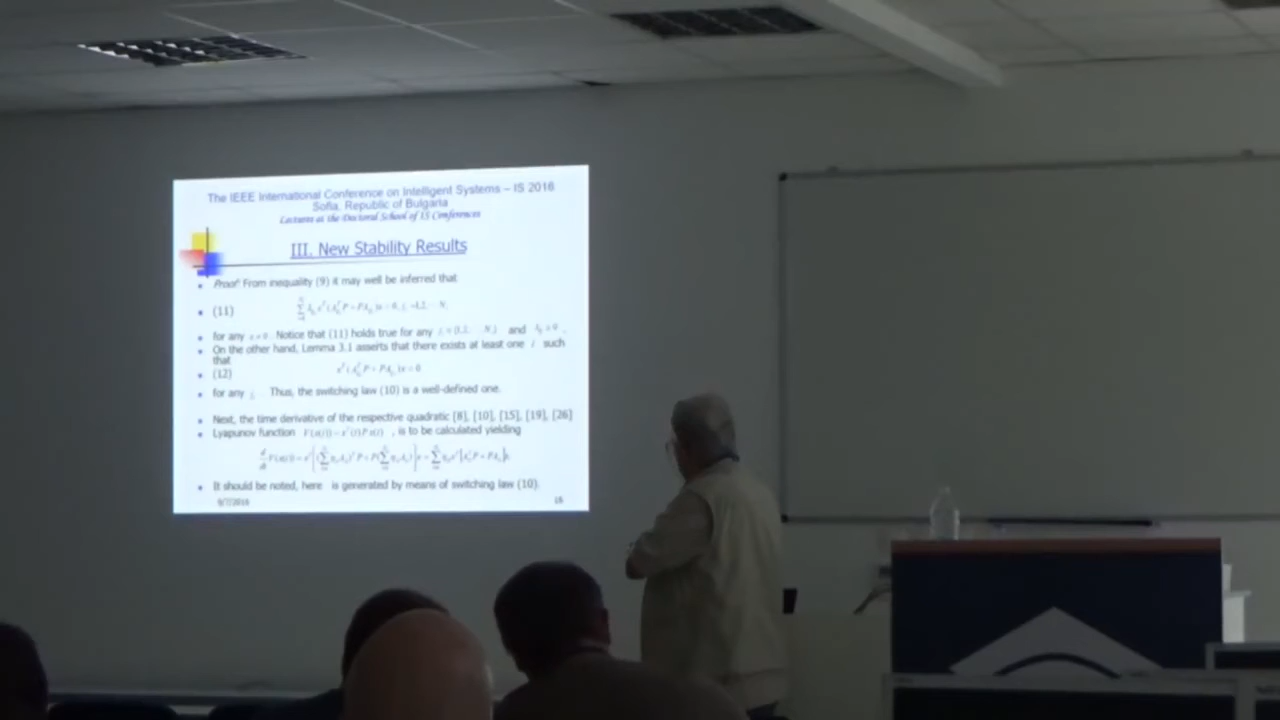 The IEEE International Conference on Intelligent Systems – IS 2016
Sofia, Republic of Bulgaria
Lectures at the Doctoral School of IS Conferences
III. New Stability Results
Proof: From inequality (9) it may well be inferred that
(11)
for any Notice that (11) holds true for any and
On the other hand, Lemma 3.1 asserts that there exists at least one i such
that
(12)
for any Thus, the switching law (10) is a well-defined one.
Next, the time derivative of the respective quadratic [8], [10], [15], [19], [26]
Lyapunov function , is to be calculated yielding
It should be noted, here is generated by means of switching law (10).
9/7/2016